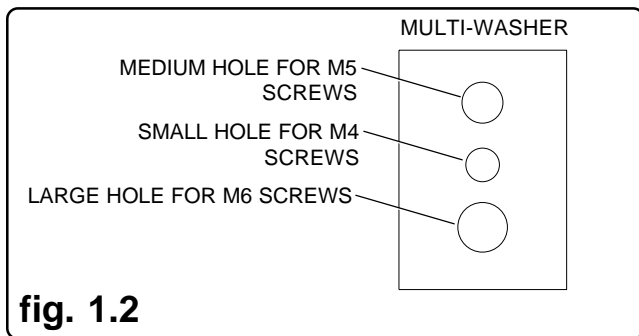 MULTI-WASHER
MEDIUM HOLE FOR M5
SCREWS
SMALL HOLE FOR M4
SCREWS
LARGE HOLE FOR M6 SCREWS
fig. 1.2